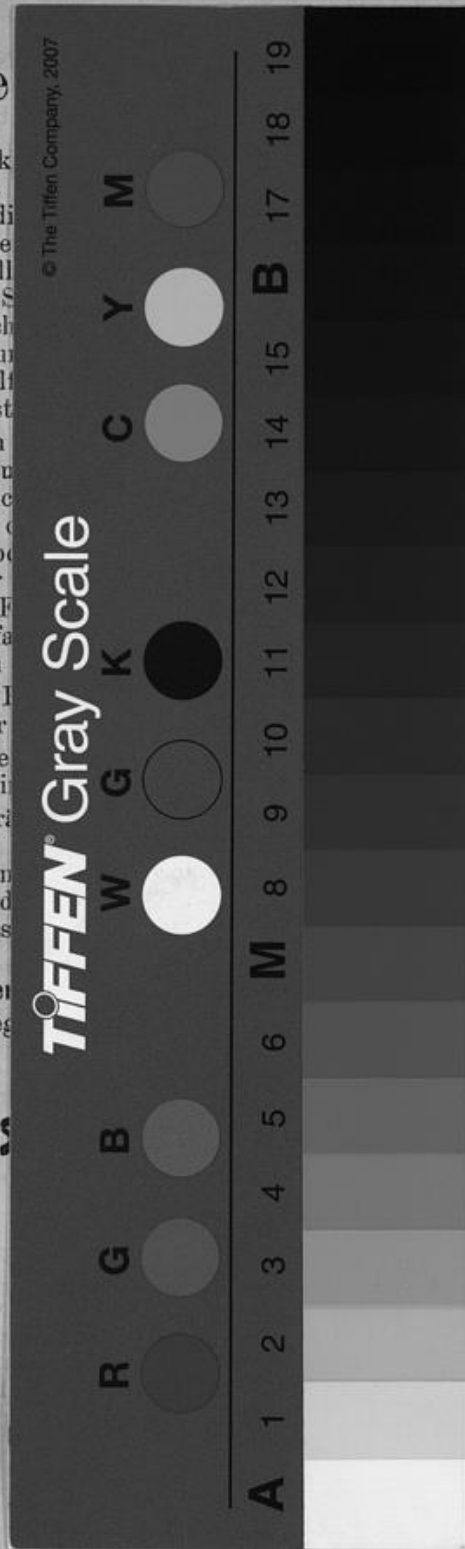 TIFFEN® Gray Scale
© The Tiffen Company, 2007
R G B W G K C Y M
A 1 2 3 4 5 6 M 8 9 10 11 12 13 14 15 B 17 18 19